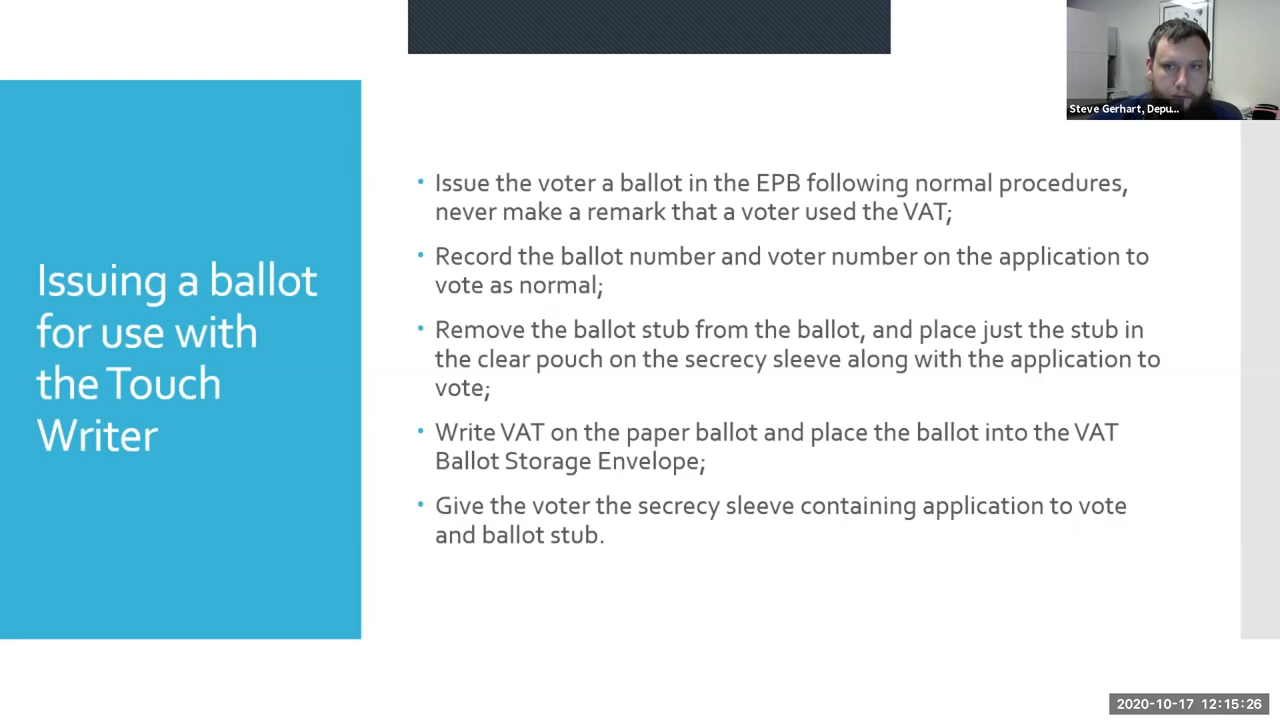 Steve Gerhart, Depu...
Issuing a ballot
for use with
the Touch
Writer
• Issue the voter a ballot in the EPB following normal procedures,
never make a remark that a voter used the VAT;
• Record the ballot number and voter number on the application to
vote as normal;
• Remove the ballot stub from the ballot, and place just the stub in
the clear pouch on the secrecy sleeve along with the application to
vote;
• Write VAT on the paper ballot and place the ballot into the VAT
Ballot Storage Envelope;
• Give the voter the secrecy sleeve containing application to vote
and ballot stub.
2020-10-17 12:15:26